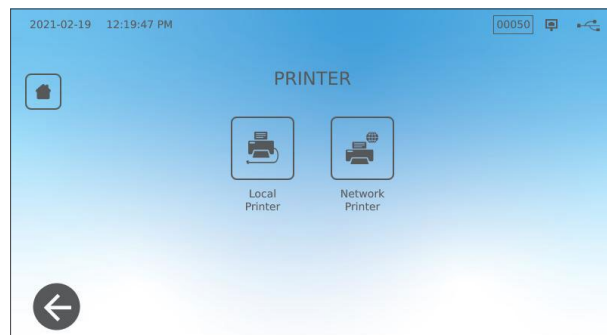 2021-02-19 12:19:47 PM
00050
PRINTER
Local
Printer
Network
Printer